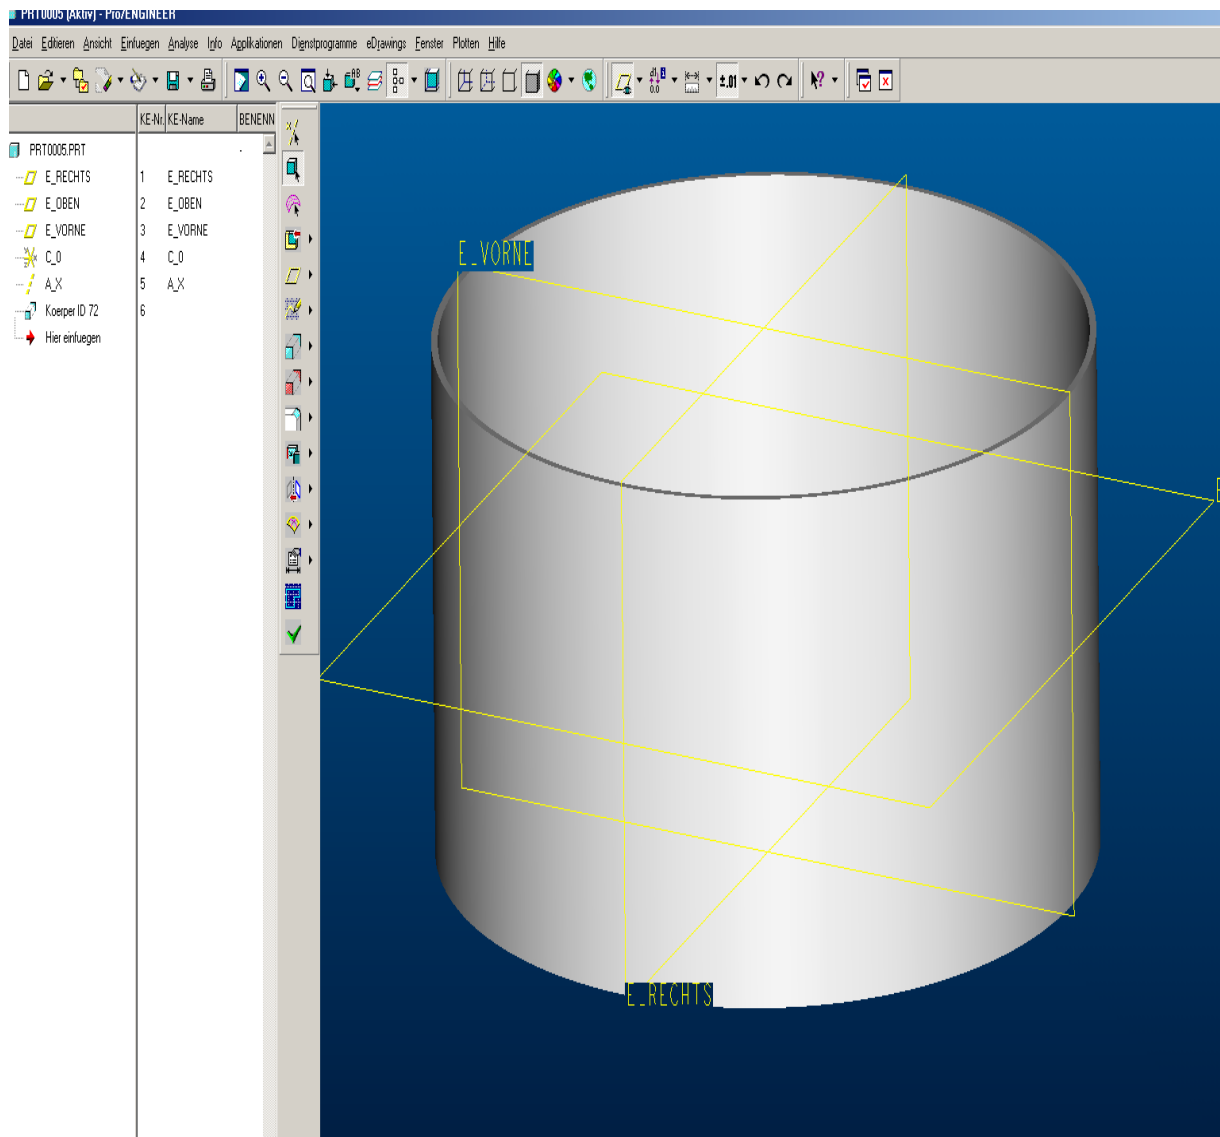 PRT0005 (Aktiv) - Pro/ENGINEER
Datei Editieren Ansicht Einfuegen Analyse Info Applikationen Dienstprogramme eDrawings Fenster Plotten Hilfe
KE-Nr. KE-Name BENENN
PRT0005.PRT
E_RECHTS 1 E_RECHTS
E_OBEN 2 E_OBEN
E_VORNE 3 E_VORNE
C_0 4 C_0
A_X 5 A_X
Koerper ID 72 6
Hier einfuegen
E_VORNE
E_RECHTS